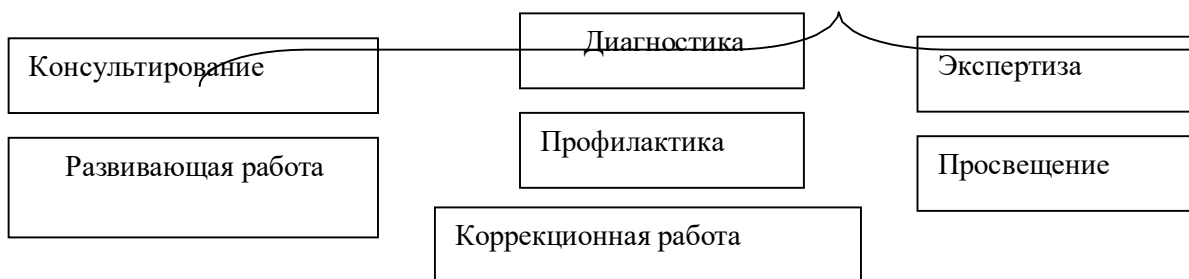 Диагностика
Консультирование
Экспертиза
Профилактика
Развивающая работа
Просвещение
Коррекционная работа